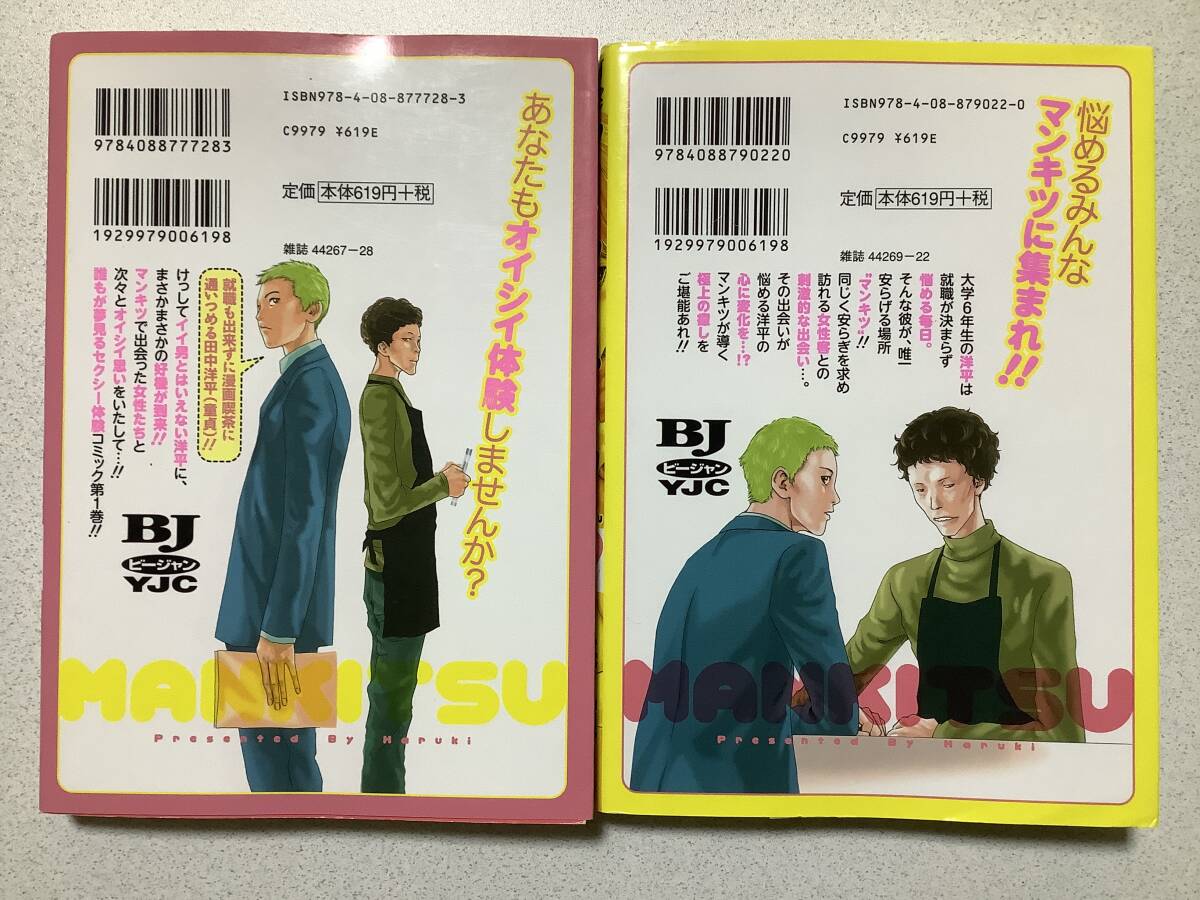 ISBN978-4-08-877728-3
9784088777283
C9979 ¥619E
定価 本体619円+税
1929979006198
雑誌 44267-28
あなたもオイシイ体験しませんか?
就職も出来ずに漫画喫茶に
通いつめる田中洋平(童貞)!!
けっしてイイ男とはいえない洋平に、
まさかまさかの好機が到来!!
マンキツで出会った女性たちと
次々とオイシイ思いをいたして…!!
誰もが夢見るセクシー体験コミック第1巻!!
BJ
ビージャン
YJC
MANKITSU
Presented By Haruki
ISBN978-4-08-879022-0
9784088790220
C9979 ¥619E
定価 本体619円+税
1929979006198
雑誌 44269-22
悩めるみんな
マンキツに集まれ!!
大学6年生の洋平は
就職が決まらず
悩める毎日。
そんな彼が、唯一
安らげる場所
“マンキツ”!!
同じく安らぎを求め
訪れる女性客との
刺激的な出会い…。
その出会いが
悩める洋平の
心に変化を…!?
マンキツが導く
極上の癒しを
ご堪能あれ!!
BJ
ビージャン
YJC
MANKITSU
Presented By Haruki